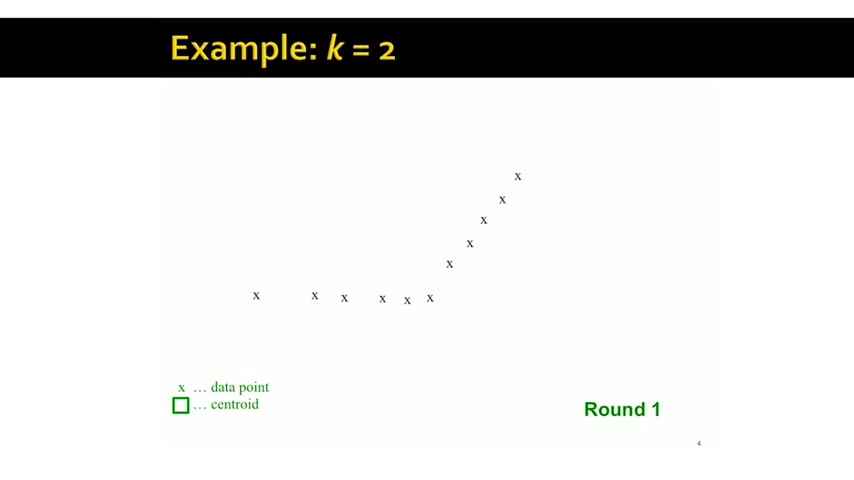 Example: k = 2
x
x
x
x
x
x x x x x x
x … data point
… centroid
Round 1
4